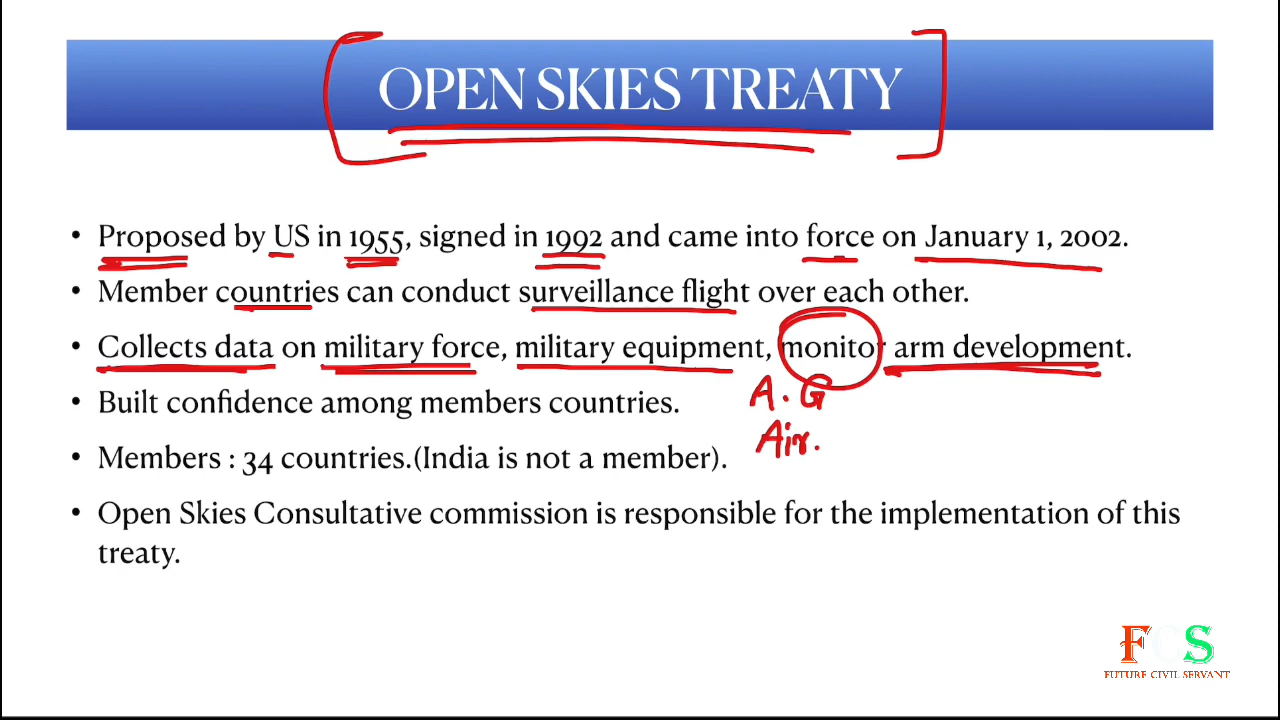 OPEN SKIES TREATY
• Proposed by US in 1955, signed in 1992 and came into force on January 1, 2002.
• Member countries can conduct surveillance flight over each other.
• Collects data on military force, military equipment, monitor arm development.
A. G
• Built confidence among members countries.
Air.
• Members : 34 countries.(India is not a member).
• Open Skies Consultative commission is responsible for the implementation of this
treaty.
FCS
FUTURE CIVIL SERVANT